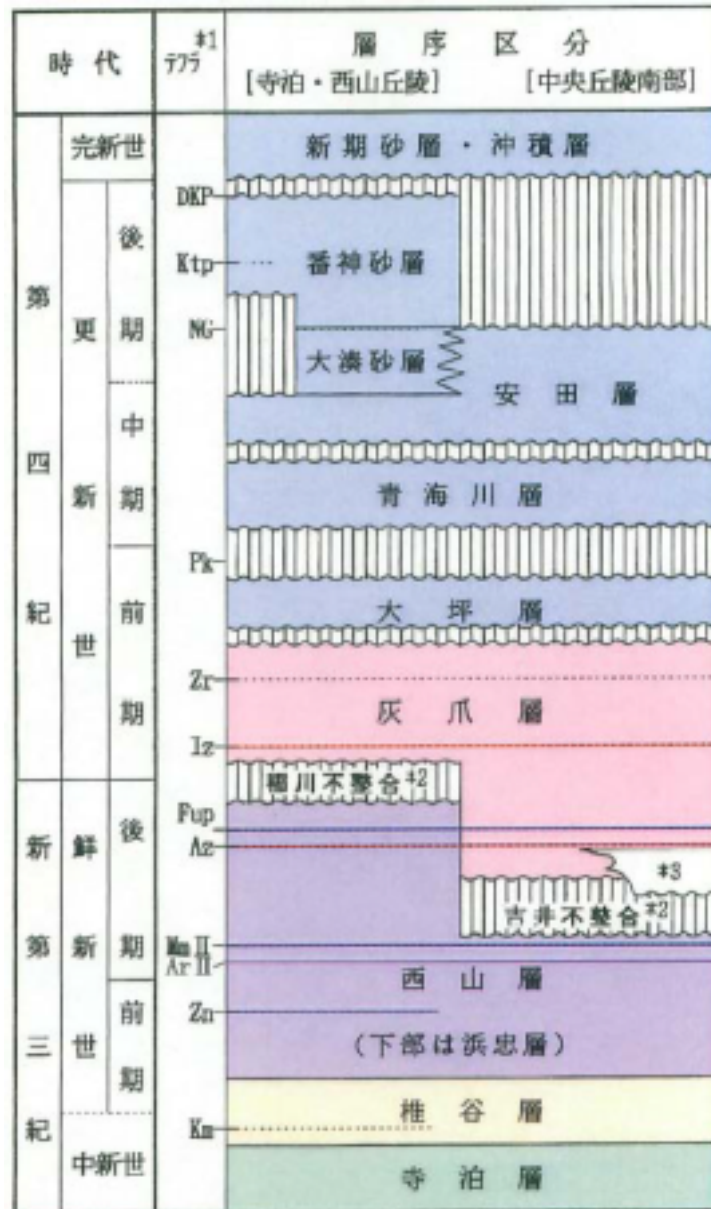 時代
テフラ*1
層序区分
[寺泊・西山丘陵] [中央丘陵南部]
第四紀
新第三紀
完新世
更新世
鮮新世
中新世
後期
中期
前期
後期
前期
新期砂層・沖積層
DKP
Ktp
番神砂層
NG
大湊砂層
安田層
青海川層
Pk
大坪層
Zr
灰爪層
Iz
不整合*2
Fup
Az
*3
吉井不整合*2
MmⅡ
ArⅡ
西山層
Zn
(下部は浜忠層)
椎谷層
Km
寺泊層